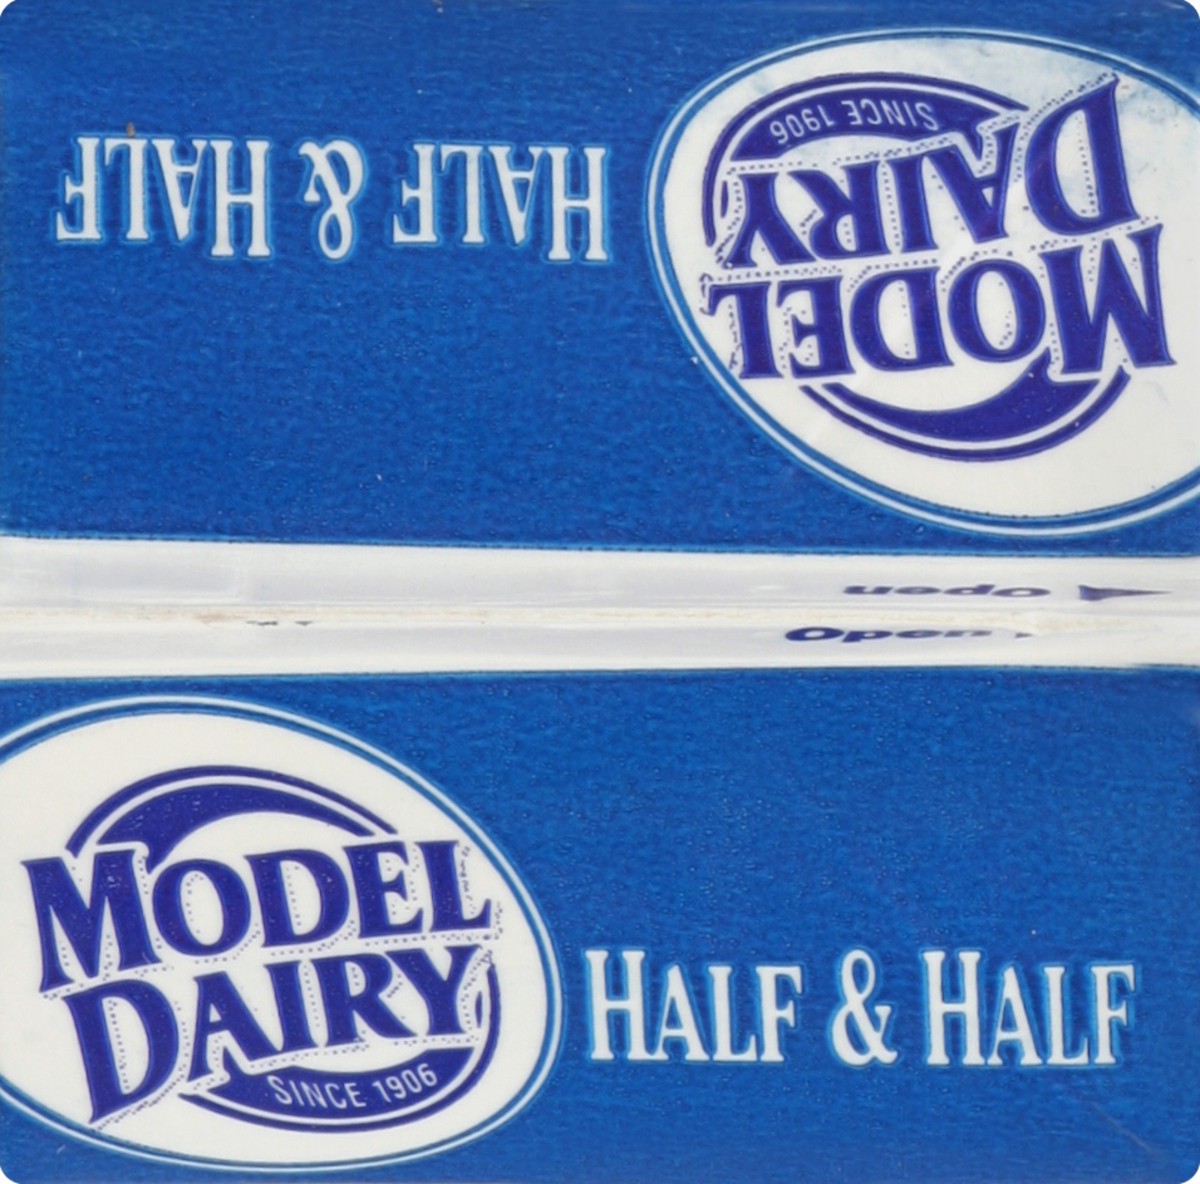 SINCE 1906
DAIRY
MODEL
HALF & HALF
Open
Open
MODEL
DAIRY
SINCE 1906
HALF & HALF